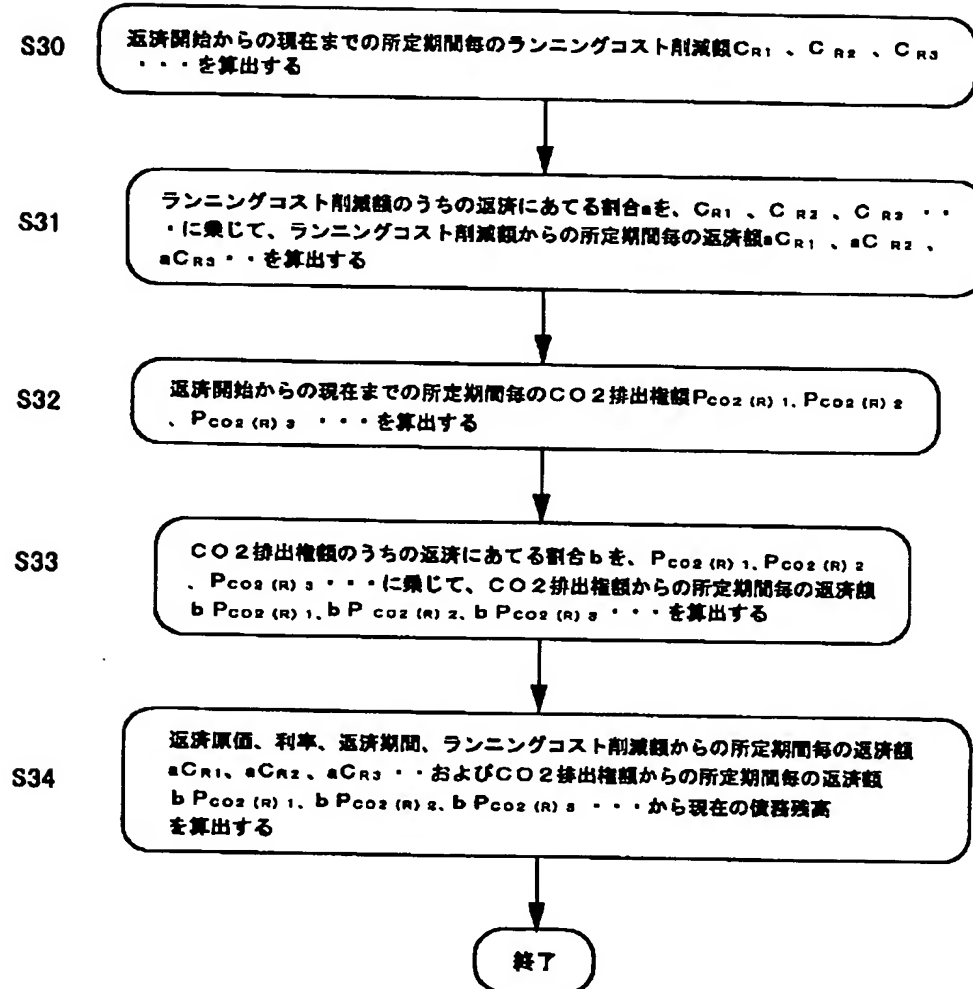 S30
返済開始からの現在までの所定期間毎のランニングコスト削減額CR1 、CR2 、CR3
・・・を算出する
S31
ランニングコスト削減額のうちの返済にあてる割合aを、CR1 、CR2 、CR3 ・・
・に乗じて、ランニングコスト削減額からの所定期間毎の返済額aCR1 、aCR2 、
aCR3・・を算出する
S32
返済開始からの現在までの所定期間毎のCO2排出権額PCO2(R)1、PCO2(R)2
、PCO2(R)3 ・・・を算出する
S33
CO2排出権額のうちの返済にあてる割合bを、PCO2(R)1、PCO2(R)2
、PCO2(R)3・・・に乗じて、CO2排出権額からの所定期間毎の返済額
bPCO2(R)1、bPCO2(R)2、bPCO2(R)3 ・・・を算出する
S34
返済原価、利率、返済期間、ランニングコスト削減額からの所定期間毎の返済額
aCR1、aCR2、aCR3・・およびCO2排出権額からの所定期間毎の返済額
bPCO2(R)1、bPCO2(R)2、bPCO2(R)3 ・・・から現在の債務残高
を算出する
終了